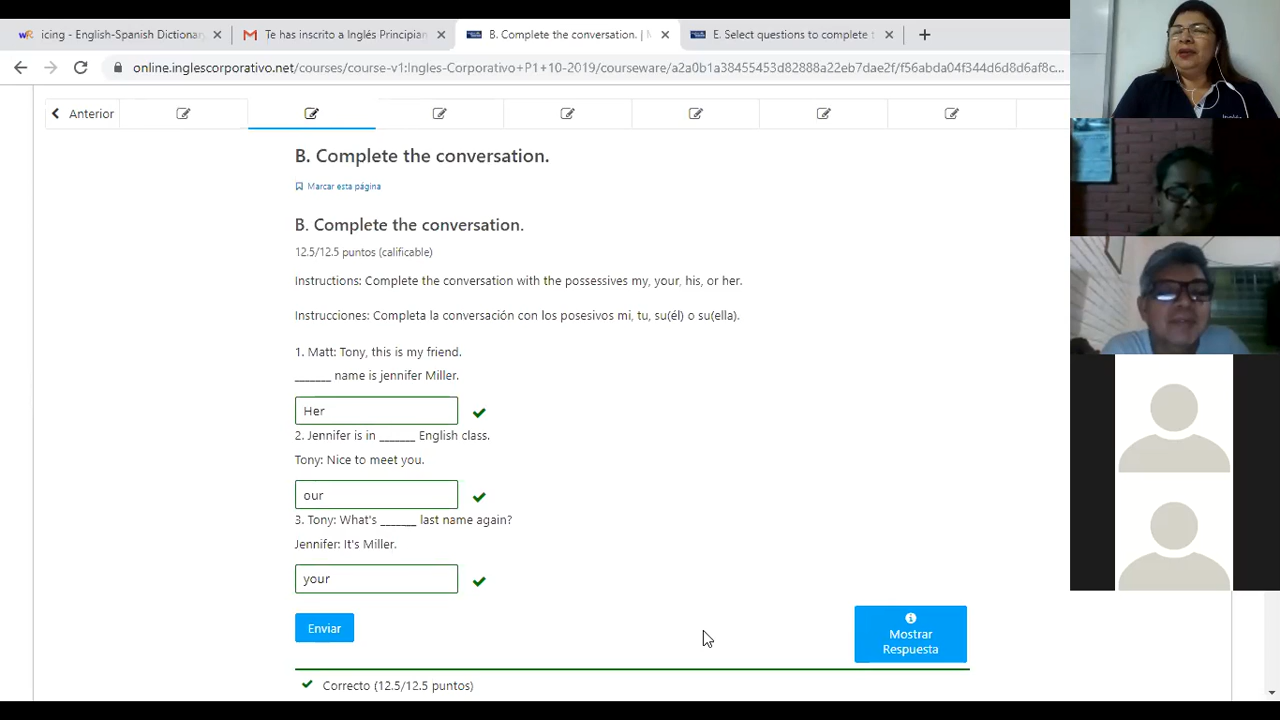 icing - English-Spanish Dictionar
Te has inscrito a Inglés Principian
B. Complete the conversation. |
E. Select questions to complete t
online.inglescorporativo.net/courses/course-v1:Ingles-Corporativo+P1+10-2019/courseware/a2a0b1a38455453d82888a22eb7dae2f/f56abda04f344d6d8d6af8c...
Anterior
B. Complete the conversation.
Marcar esta página
B. Complete the conversation.
12.5/12.5 puntos (calificable)
Instructions: Complete the conversation with the possessives my, your, his, or her.
Instrucciones: Completa la conversación con los posesivos mi, tu, su(él) o su(ella).
1. Matt: Tony, this is my friend.
______ name is jennifer Miller.
Her
2. Jennifer is in ______ English class.
Tony: Nice to meet you.
our
3. Tony: What's ______ last name again?
Jennifer: It's Miller.
your
Enviar
Mostrar
Respuesta
Correcto (12.5/12.5 puntos)